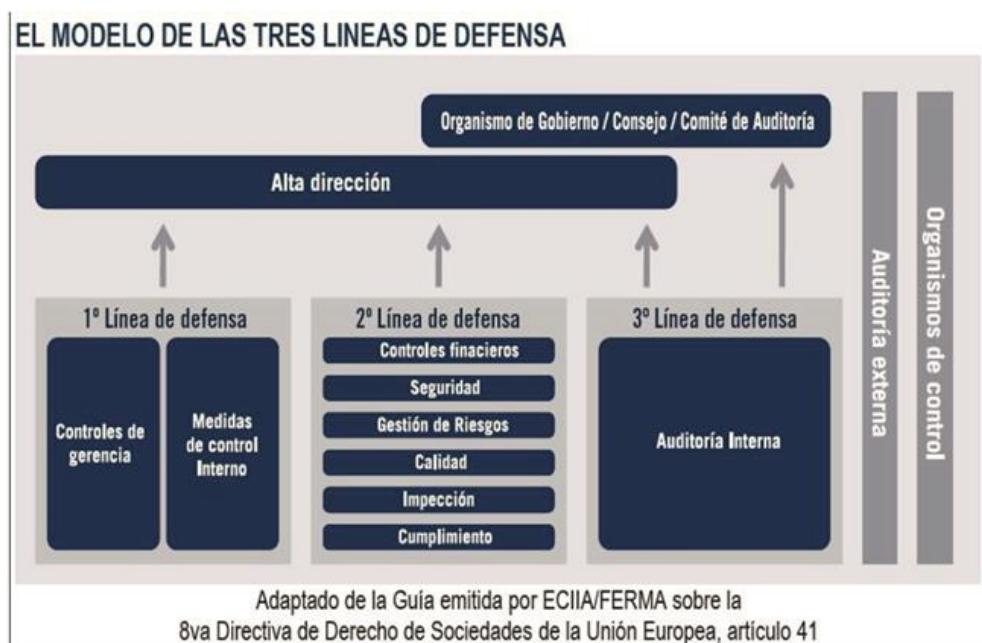 EL MODELO DE LAS TRES LINEAS DE DEFENSA
Organismo de Gobierno / Consejo / Comité de Auditoría
Alta dirección
1º Línea de defensa
Controles de
gerencia
Medidas
de control
Interno
2º Línea de defensa
Controles finacieros
Seguridad
Gestión de Riesgos
Calidad
Impección
Cumplimiento
3º Línea de defensa
Auditoría Interna
Auditoría externa
Organismos de control
Adaptado de la Guía emitida por ECIIA/FERMA sobre la
8va Directiva de Derecho de Sociedades de la Unión Europea, artículo 41